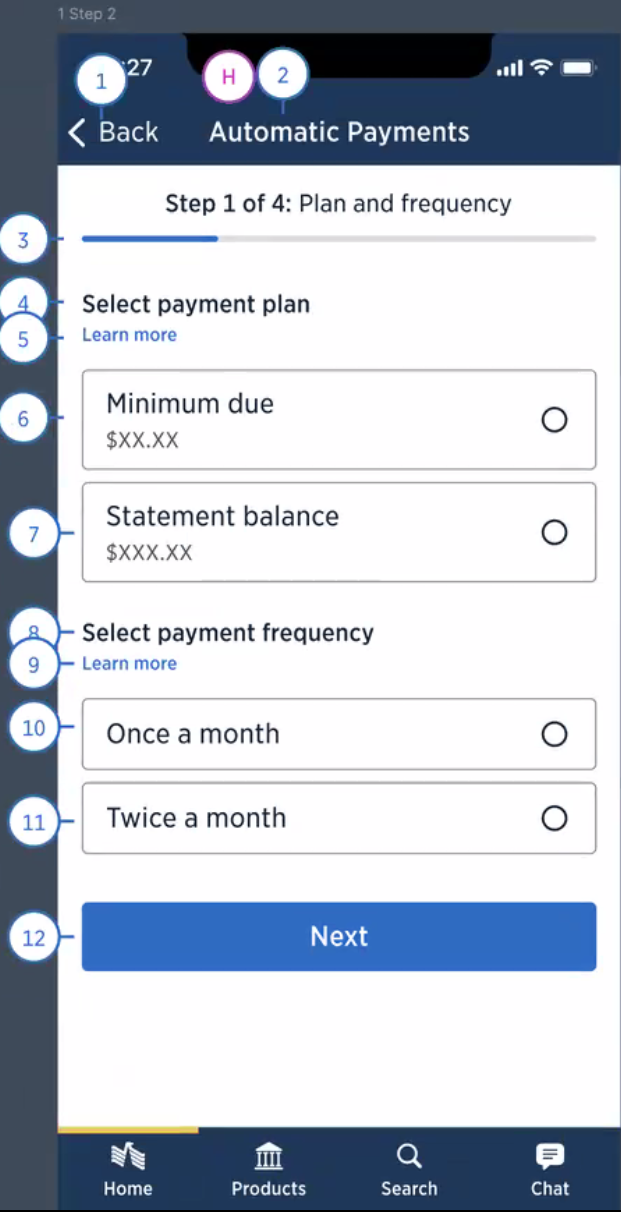 1 Step 2
:27
1
H
2
Back
Automatic Payments
Step 1 of 4: Plan and frequency
3
4
Select payment plan
5
Learn more
6
Minimum due
$XX.XX
7
Statement balance
$XXX.XX
8
Select payment frequency
9
Learn more
10
Once a month
11
Twice a month
12
Next
Home
Products
Search
Chat